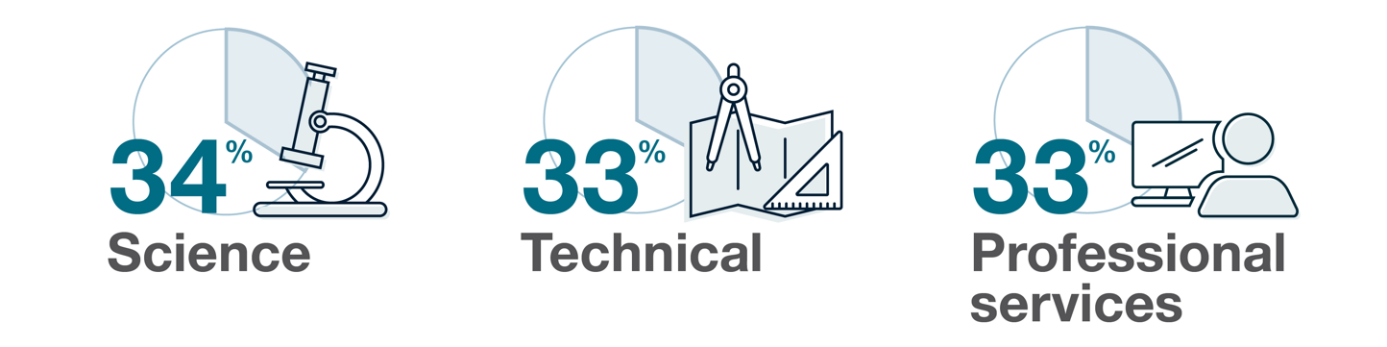 34%
Science
33%
Technical
33%
Professional
services